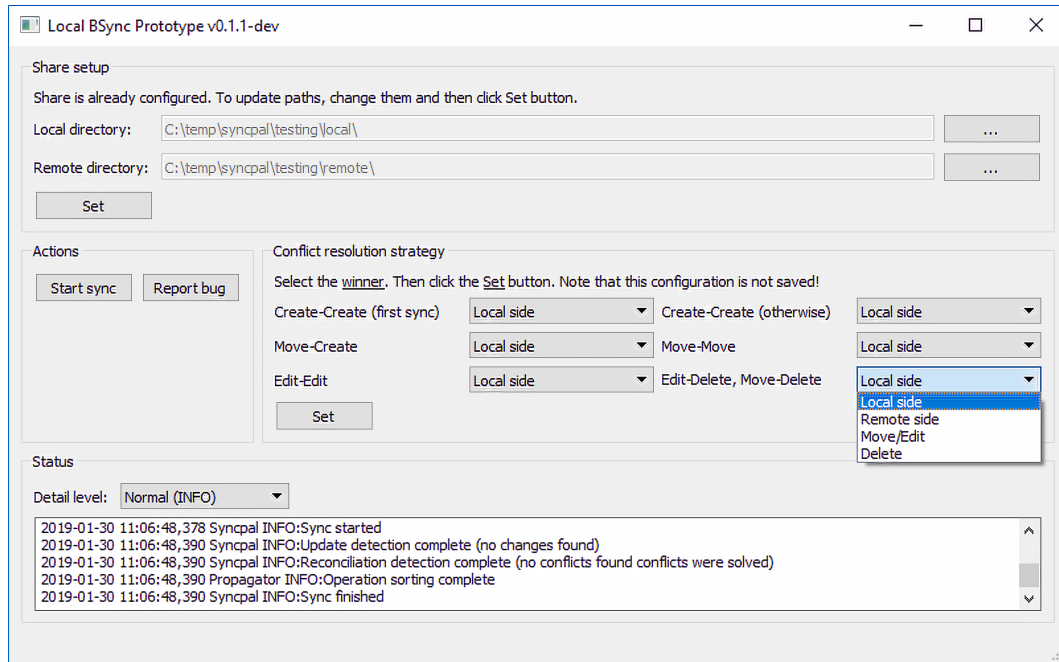 Local BSync Prototype v0.1.1-dev
Share setup
Share is already configured. To update paths, change them and then click Set button.
Local directory: C:\temp\syncpal\testing\local\ ...
Remote directory: C:\temp\syncpal\testing\remote\ ...
Set
Actions
Start sync Report bug
Conflict resolution strategy
Select the winner. Then click the Set button. Note that this configuration is not saved!
Create-Create (first sync) Local side Create-Create (otherwise) Local side
Move-Create Local side Move-Move Local side
Edit-Edit Local side Edit-Delete, Move-Delete Local side
Local side
Remote side
Move/Edit
Delete
Set
Status
Detail level: Normal (INFO)
2019-01-30 11:06:48,378 Syncpal INFO:Sync started
2019-01-30 11:06:48,390 Syncpal INFO:Update detection complete (no changes found)
2019-01-30 11:06:48,390 Syncpal INFO:Reconciliation detection complete (no conflicts found conflicts were solved)
2019-01-30 11:06:48,390 Propagator INFO:Operation sorting complete
2019-01-30 11:06:48,390 Syncpal INFO:Sync finished